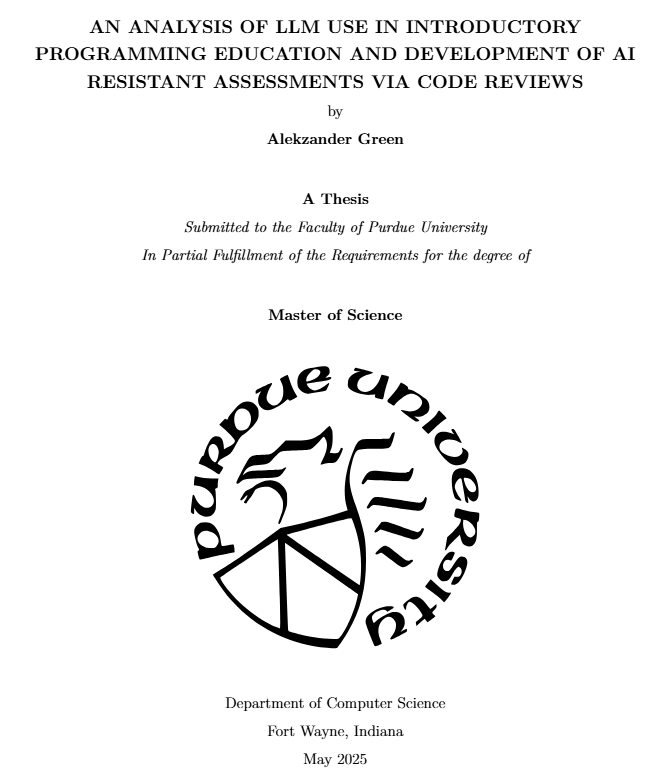 AN ANALYSIS OF LLM USE IN INTRODUCTORY
PROGRAMMING EDUCATION AND DEVELOPMENT OF AI
RESISTANT ASSESSMENTS VIA CODE REVIEWS
by
Alekzander Green
A Thesis
Submitted to the Faculty of Purdue University
In Partial Fulfillment of the Requirements for the degree of
Master of Science
PURDUE UNIVERSITY
Department of Computer Science
Fort Wayne, Indiana
May 2025